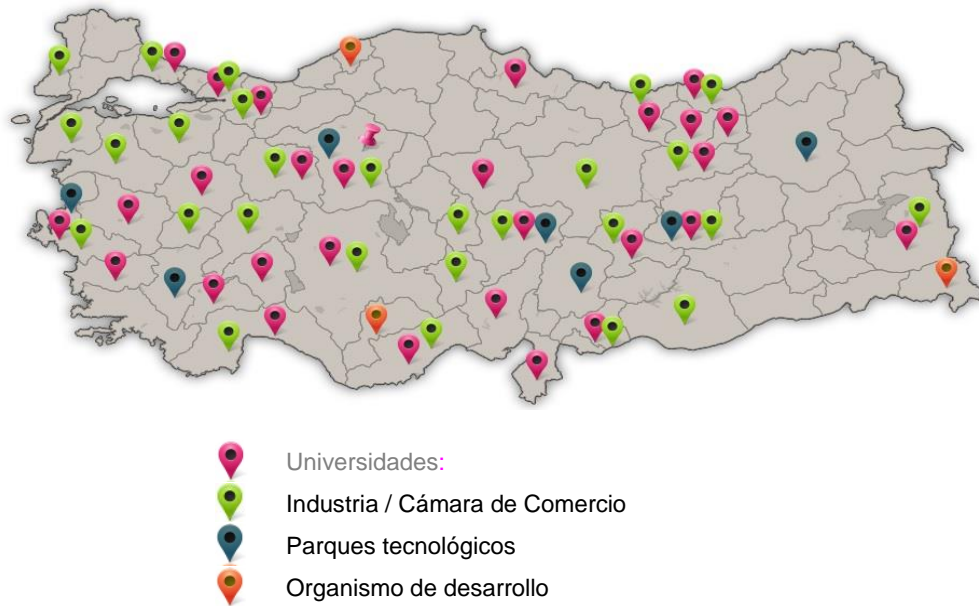 Universidades:
Industria / Cámara de Comercio
Parques tecnológicos
Organismo de desarrollo